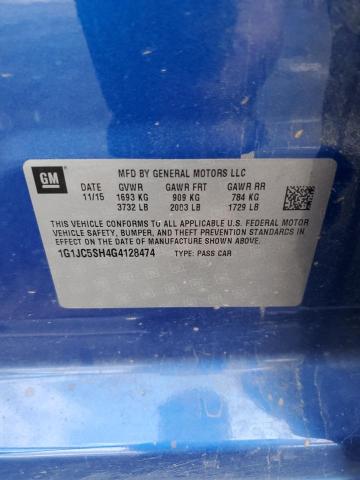 GM
MFD BY GENERAL MOTORS LLC
DATE GVWR GAWR FRT GAWR RR
11/15 1693 KG 909 KG 784 KG
3732 LB 2003 LB 1729 LB
THIS VEHICLE CONFORMS TO ALL APPLICABLE U.S. FEDERAL MOTOR
VEHICLE SAFETY, BUMPER, AND THEFT PREVENTION STANDARDS IN
EFFECT ON THE DATE OF MANUFACTURE SHOWN ABOVE.
1G1JC5SH4G4128474 TYPE: PASS CAR